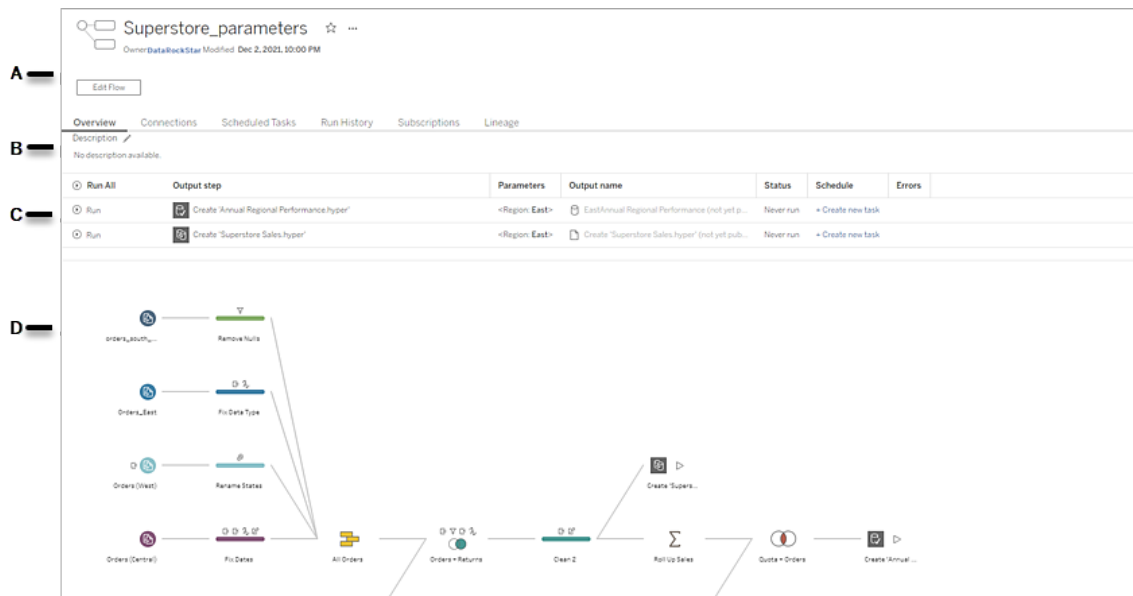 Superstore_parameters
Owner DataRockStar Modified Dec 2, 2021, 10:00 PM
A
Edit Flow
Overview Connections Scheduled Tasks Run History Subscriptions Lineage
Description
B
No description available.
Run All Output step Parameters Output name Status Schedule Errors
C
Run Create 'Annual Regional Performance.hyper' <Region: East> EastAnnual Regional Performance (not yet p... Never run + Create new task
Run Create 'Superstore Sales.hyper' <Region: East> Create 'Superstore Sales.hyper' (not yet pub... Never run + Create new task
D
orders_south_... Remove Nulls
Orders_East Fix Data Type
Orders (West) Rename States Create 'Supers...
Orders (Central) Fix Dates All Orders Orders + Returns Clean 2 Roll Up Sales Quota + Orders Create 'Annual ...